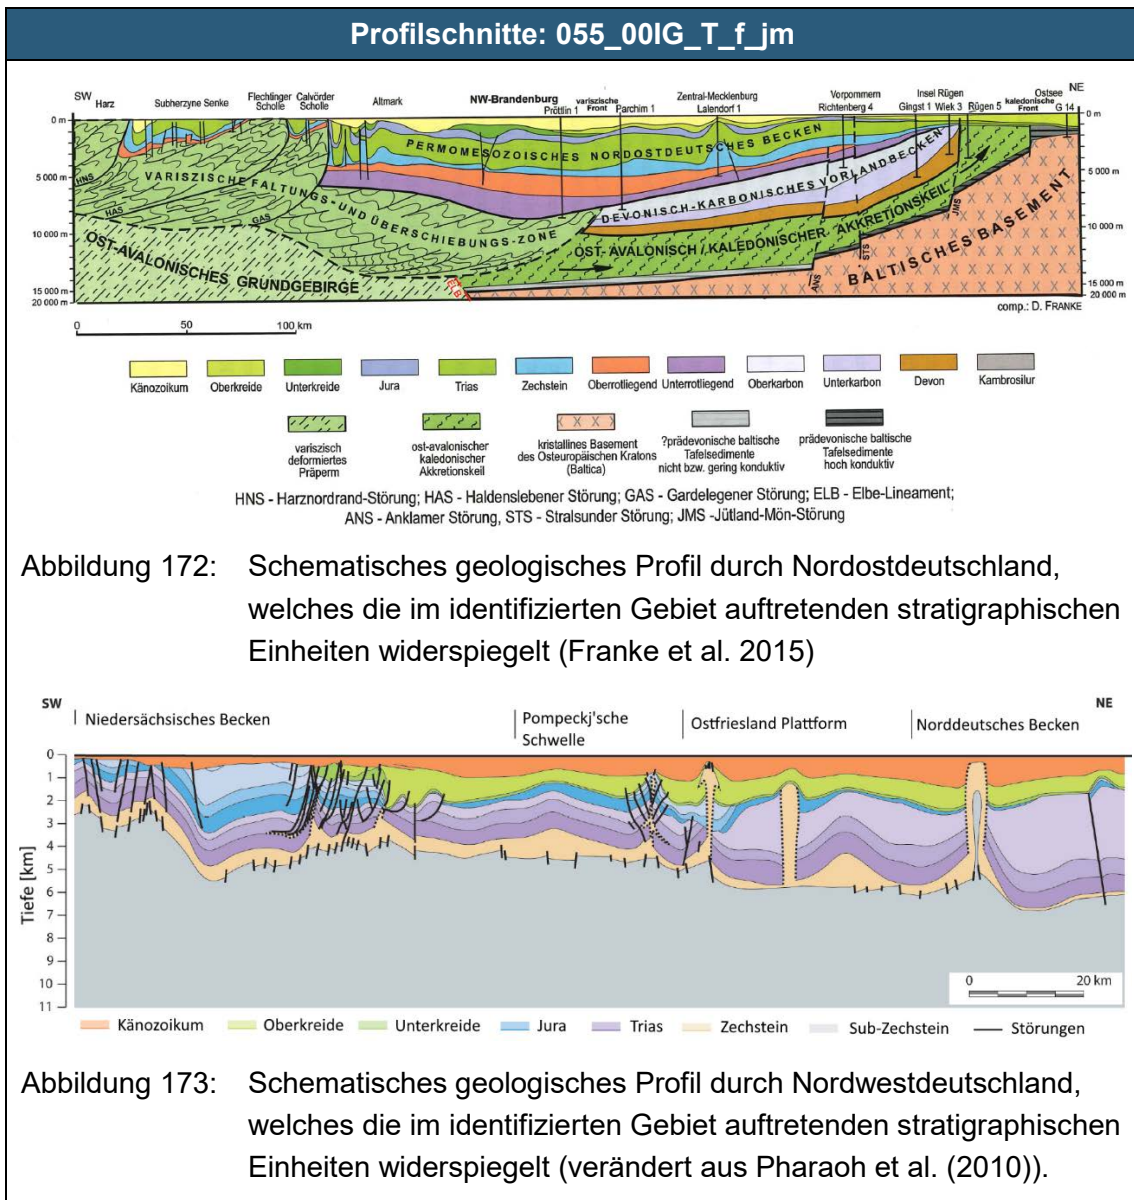 Profilschnitte: 055_00IG_T_f_jm
SW
NE
Harz
Subherzyne Senke
Flechtinger Scholle
Calvörder Scholle
Altmark
NW-Brandenburg
Pröttlin 1
variszische Front
Parchim 1
Zentral-Mecklenburg
Lalendorf 1
Vorpommern
Richtenberg 4
Insel Rügen
Gingst 1 Wiek 3 Rügen 5
Ostsee
kaledonische Front
G 14
0 m
5 000 m
10 000 m
15 000 m
20 000 m
0 m
5 000 m
10 000 m
15 000 m
20 000 m
PERMOMESOZOISCHES NORDOSTDEUTSCHES BECKEN
VARISZISCHE FALTUNGS- UND ÜBERSCHIEBUNGS-ZONE
DEVONISCH-KARBONISCHES VORLANDBECKEN
OST-AVALONISCH / KALEDONISCHER AKKRETIONSKEIL
OST-AVALONISCHES GRUNDGEBIRGE
BALTISCHES BASEMENT
HNS
HAS
GAS
ELB
ANS
STS
JMS
comp.: D. FRANKE
0 50 100 km
Känozoikum Oberkreide Unterkreide Jura Trias Zechstein Oberrotliegend Unterrotliegend Oberkarbon Unterkarbon Devon Kambrosilur
variszisch deformiertes Präperm
ost-avalonischer kaledonischer Akkretionskeil
kristallines Basement des Osteuropäischen Kratons (Baltica)
?prädevonische baltische Tafelsedimente nicht bzw. gering konduktiv
prädevonische baltische Tafelsedimente hoch konduktiv
HNS - Harznordrand-Störung; HAS - Haldenslebener Störung; GAS - Gardelegener Störung; ELB - Elbe-Lineament;
ANS - Anklamer Störung, STS - Stralsunder Störung; JMS -Jütland-Mön-Störung
Abbildung 172: Schematisches geologisches Profil durch Nordostdeutschland,
welches die im identifizierten Gebiet auftretenden stratigraphischen
Einheiten widerspiegelt (Franke et al. 2015)
SW
NE
Niedersächsisches Becken
Pompeckj'sche
Schwelle
Ostfriesland Plattform
Norddeutsches Becken
Tiefe [km]
0
1
2
3
4
5
6
7
8
9
10
11
0 20 km
Känozoikum Oberkreide Unterkreide Jura Trias Zechstein Sub-Zechstein Störungen
Abbildung 173: Schematisches geologisches Profil durch Nordwestdeutschland,
welches die im identifizierten Gebiet auftretenden stratigraphischen
Einheiten widerspiegelt (verändert aus Pharaoh et al. (2010)).